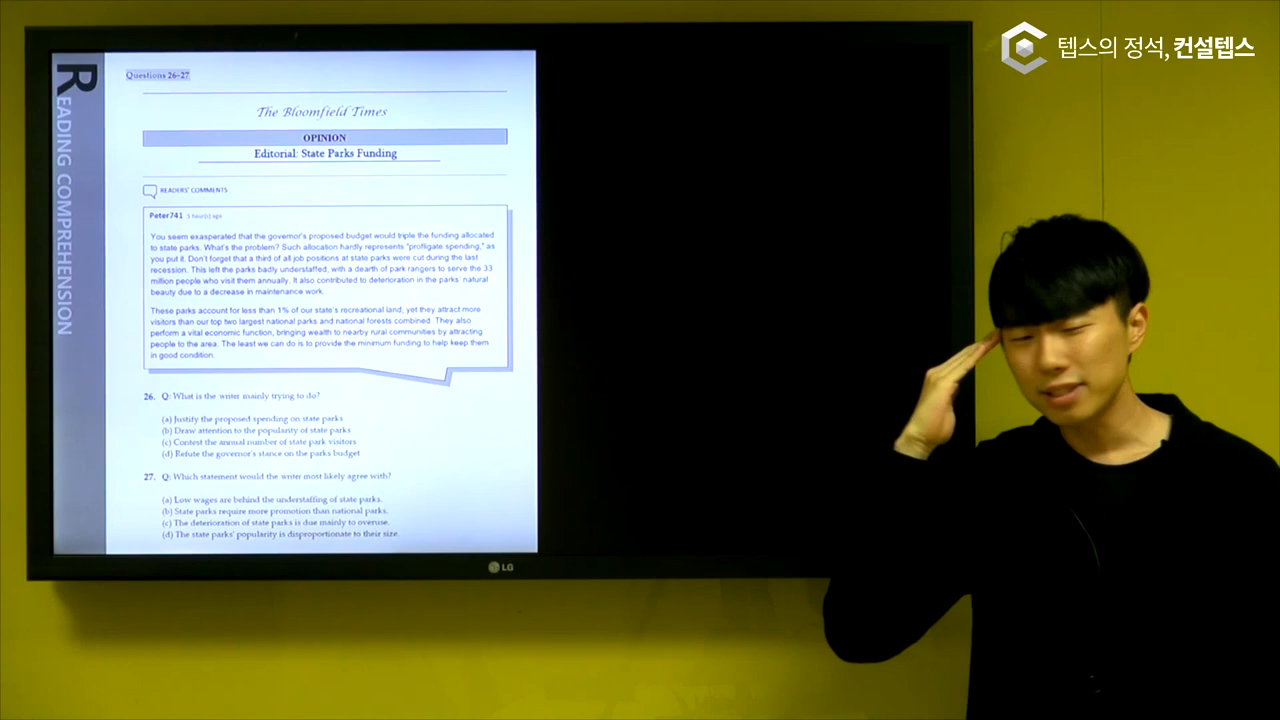 텝스의 정석, 컨설텝스
READING COMPREHENSION
Questions 26-27
The Bloomfield Times
OPINION
Editorial: State Parks Funding
READERS' COMMENTS
Peter741 5 hour(s) ago
You seem exasperated that the governor's proposed budget would triple the funding allocated
to state parks. What's the problem? Such allocation hardly represents "profligate spending," as
you put it. Don't forget that a third of all job positions at state parks were cut during the last
recession. This left the parks badly understaffed, with a dearth of park rangers to serve the 33
million people who visit them annually. It also contributed to deterioration in the parks' natural
beauty due to a decrease in maintenance work.
These parks account for less than 1% of our state's recreational land, yet they attract more
visitors than our top two largest national parks and national forests combined. They also
perform a vital economic function, bringing wealth to nearby rural communities by attracting
people to the area. The least we can do is to provide the minimum funding to help keep them
in good condition.
26. Q: What is the writer mainly trying to do?
(a) Justify the proposed spending on state parks
(b) Draw attention to the popularity of state parks
(c) Contest the annual number of state park visitors
(d) Refute the governor's stance on the parks budget
27. Q: Which statement would the writer most likely agree with?
(a) Low wages are behind the understaffing of state parks.
(b) State parks require more promotion than national parks.
(c) The deterioration of state parks is due mainly to overuse.
(d) The state parks' popularity is disproportionate to their size.
LG